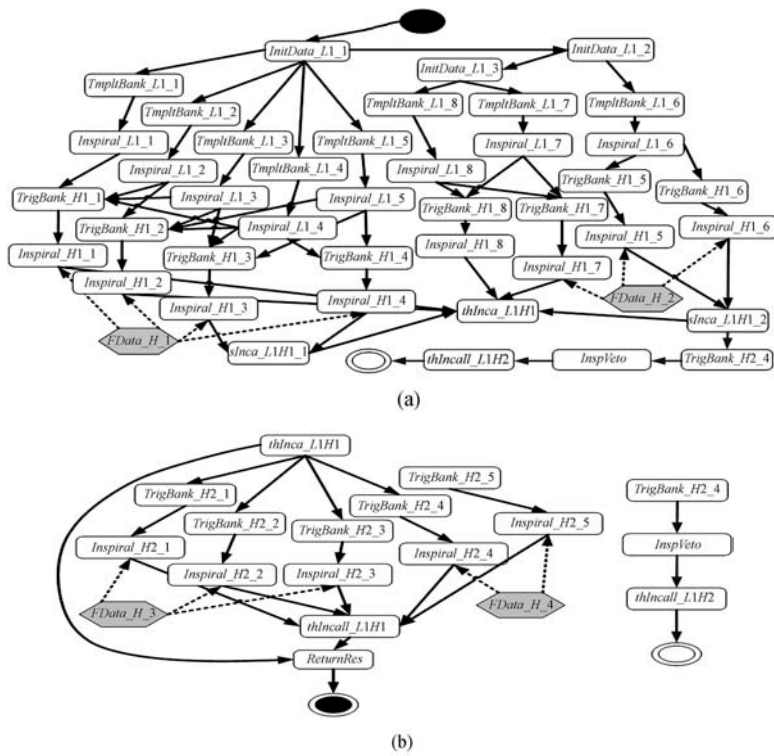 InitData_L1_1
InitData_L1_2
InitData_L1_3
TmpltBank_L1_1
TmpltBank_L1_2
TmpltBank_L1_3
TmpltBank_L1_4
TmpltBank_L1_5
TmpltBank_L1_8
TmpltBank_L1_7
TmpltBank_L1_6
Inspiral_L1_1
Inspiral_L1_2
Inspiral_L1_3
Inspiral_L1_4
Inspiral_L1_5
Inspiral_L1_8
Inspiral_L1_7
Inspiral_L1_6
TrigBank_H1_1
TrigBank_H1_2
TrigBank_H1_3
TrigBank_H1_4
TrigBank_H1_8
TrigBank_H1_7
TrigBank_H1_5
TrigBank_H1_6
Inspiral_H1_1
Inspiral_H1_2
Inspiral_H1_3
Inspiral_H1_4
Inspiral_H1_8
Inspiral_H1_7
Inspiral_H1_5
Inspiral_H1_6
FData_H_1
FData_H_2
thInca_L1H1
sInca_L1H1_1
sInca_L1H1_2
thIncall_L1H2
InspVeto
TrigBank_H2_4
(a)
thInca_L1H1
TrigBank_H2_1
TrigBank_H2_2
TrigBank_H2_3
TrigBank_H2_4
TrigBank_H2_5
Inspiral_H2_1
Inspiral_H2_2
Inspiral_H2_3
Inspiral_H2_4
Inspiral_H2_5
FData_H_3
FData_H_4
thIncall_L1H1
ReturnRes
TrigBank_H2_4
InspVeto
thIncall_L1H2
(b)